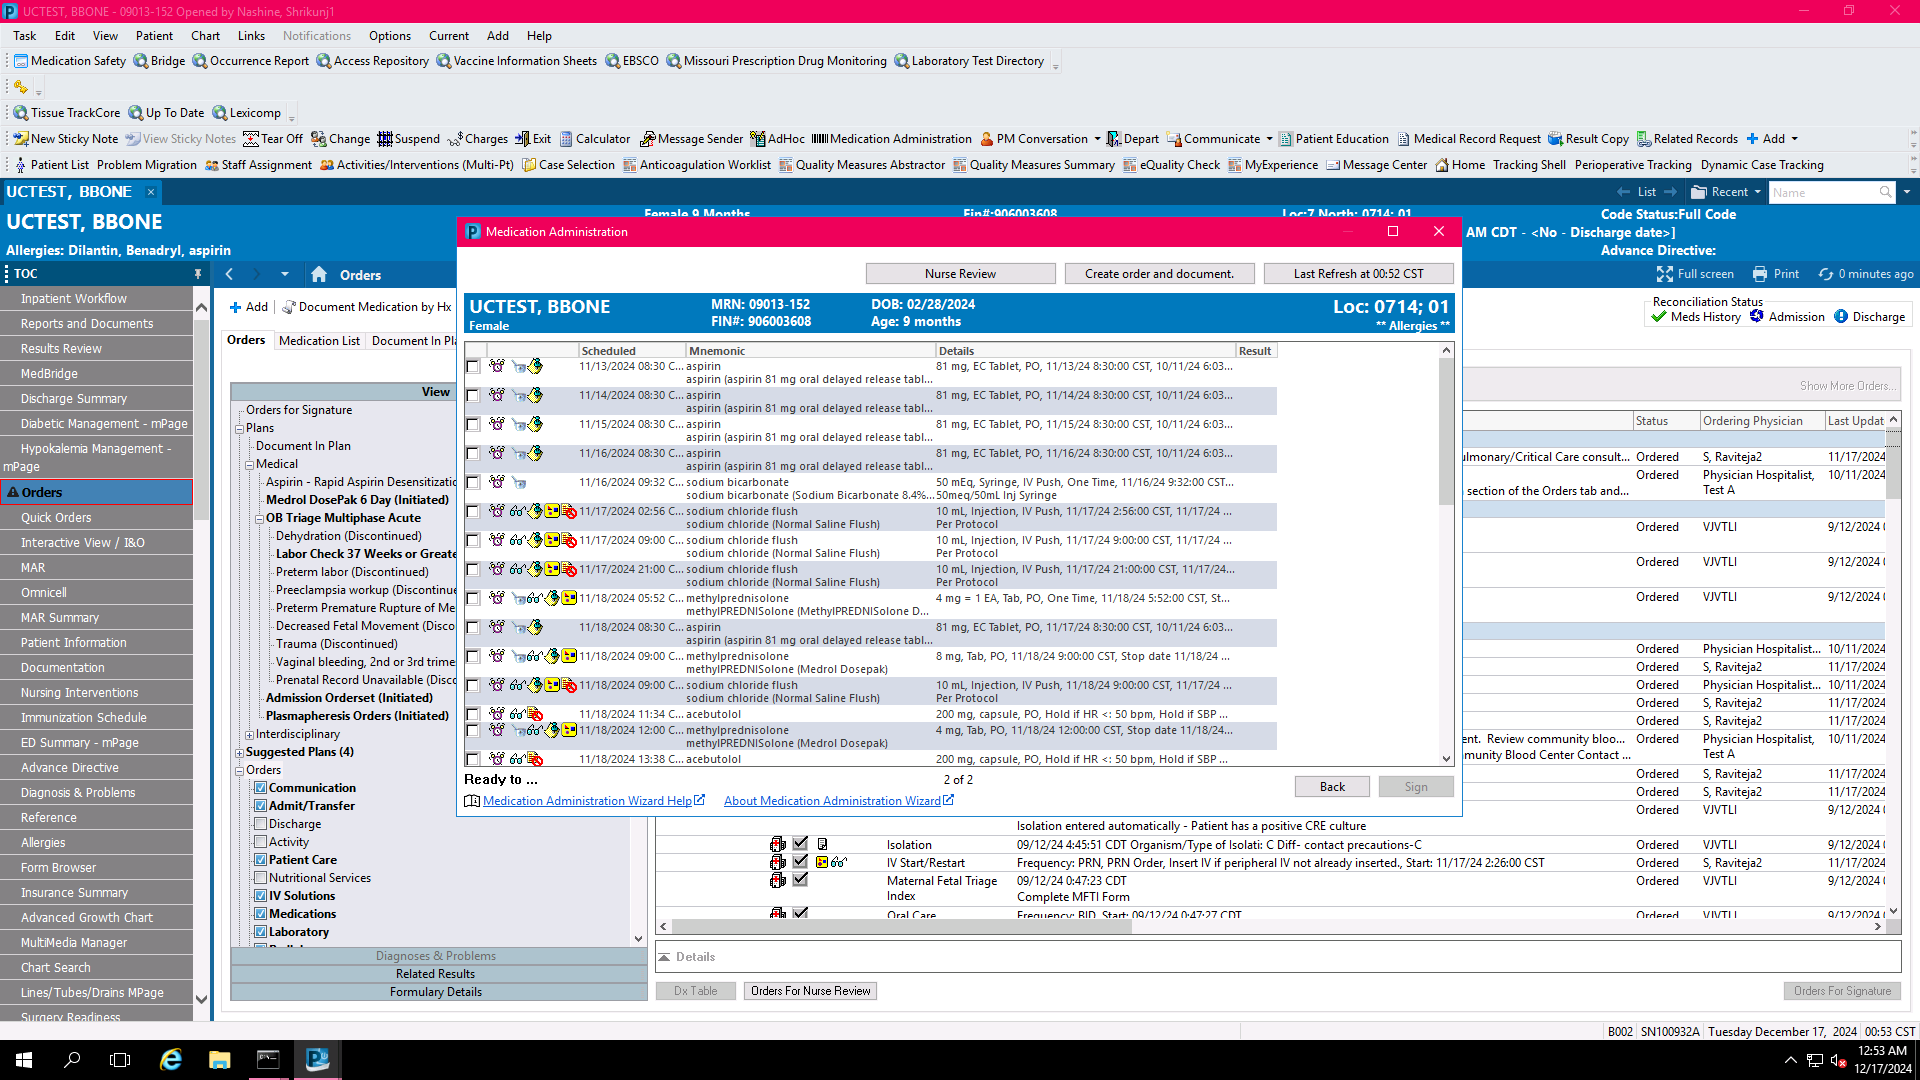 UCTEST, BBONE - 09013-152 Opened by Nashine, Shrikunj1
Task Edit View Patient Chart Links Notifications Options Current Add Help
Medication Safety Bridge Occurrence Report Access Repository Vaccine Information Sheets EBSCO Missouri Prescription Drug Monitoring Laboratory Test Directory
Tissue TrackCore Up To Date Lexicomp
New Sticky Note View Sticky Notes Tear Off Change Suspend Charges Exit Calculator Message Sender AdHoc Medication Administration PM Conversation Depart Communicate Patient Education Medical Record Request Result Copy Related Records Add
Patient List Problem Migration Staff Assignment Activities/Interventions (Multi-Pt) Case Selection Anticoagulation Worklist Quality Measures Abstractor Quality Measures Summary eQuality Check MyExperience Message Center Home Tracking Shell Perioperative Tracking Dynamic Case Tracking
UCTEST, BBONE List Recent Name
UCTEST, BBONE Female 9 Months Fin#:906003608 Loc:7 North; 0714; 01 Code Status:Full Code
AM CDT - <No - Discharge date>]
Allergies: Dilantin, Benadryl, aspirin Advance Directive:
TOC Orders Full screen Print 0 minutes ago
Inpatient Workflow
Reports and Documents
Results Review
MedBridge
Discharge Summary
Diabetic Management - mPage
Hypokalemia Management - mPage
Orders
Quick Orders
Interactive View / I&O
MAR
Omnicell
MAR Summary
Patient Information
Documentation
Nursing Interventions
Immunization Schedule
ED Summary - mPage
Advance Directive
Diagnosis & Problems
Reference
Allergies
Form Browser
Insurance Summary
Advanced Growth Chart
MultiMedia Manager
Chart Search
Lines/Tubes/Drains MPage
Surgery Readiness
Add Document Medication by Hx
Orders Medication List Document In Pla
View
Orders for Signature
Plans
Document In Plan
Medical
Aspirin - Rapid Aspirin Desensitizatio
Medrol DosePak 6 Day (Initiated)
OB Triage Multiphase Acute
Dehydration (Discontinued)
Labor Check 37 Weeks or Greate
Preterm labor (Discontinued)
Preeclampsia workup (Discontinue
Preterm Premature Rupture of Me
Decreased Fetal Movement (Disco
Trauma (Discontinued)
Vaginal bleeding, 2nd or 3rd trime
Prenatal Record Unavailable (Disco
Admission Orderset (Initiated)
Plasmapheresis Orders (Initiated)
Interdisciplinary
Suggested Plans (4)
Orders
Communication
Admit/Transfer
Discharge
Activity
Patient Care
Nutritional Services
IV Solutions
Medications
Laboratory
Diagnoses & Problems
Related Results
Formulary Details
Medication Administration
Nurse Review Create order and document. Last Refresh at 00:52 CST
UCTEST, BBONE MRN: 09013-152 DOB: 02/28/2024 Loc: 0714; 01
Female FIN#: 906003608 Age: 9 months ** Allergies **
Scheduled Mnemonic Details Result
11/13/2024 08:30 C... aspirin 81 mg, EC Tablet, PO, 11/13/24 8:30:00 CST, 10/11/24 6:03...
aspirin (aspirin 81 mg oral delayed release tabl...
11/14/2024 08:30 C... aspirin 81 mg, EC Tablet, PO, 11/14/24 8:30:00 CST, 10/11/24 6:03...
aspirin (aspirin 81 mg oral delayed release tabl...
11/15/2024 08:30 C... aspirin 81 mg, EC Tablet, PO, 11/15/24 8:30:00 CST, 10/11/24 6:03...
aspirin (aspirin 81 mg oral delayed release tabl...
11/16/2024 08:30 C... aspirin 81 mg, EC Tablet, PO, 11/16/24 8:30:00 CST, 10/11/24 6:03...
aspirin (aspirin 81 mg oral delayed release tabl...
11/16/2024 09:32 C... sodium bicarbonate 50 mEq, Syringe, IV Push, One Time, 11/16/24 9:32:00 CST...
sodium bicarbonate (Sodium Bicarbonate 8.4%... 50meq/50mL Inj Syringe
11/17/2024 02:56 C... sodium chloride flush 10 mL, Injection, IV Push, 11/17/24 2:56:00 CST, 11/17/24 ...
sodium chloride (Normal Saline Flush) Per Protocol
11/17/2024 09:00 C... sodium chloride flush 10 mL, Injection, IV Push, 11/17/24 9:00:00 CST, 11/17/24 ...
sodium chloride (Normal Saline Flush) Per Protocol
11/17/2024 21:00 C... sodium chloride flush 10 mL, Injection, IV Push, 11/17/24 21:00:00 CST, 11/17/24...
sodium chloride (Normal Saline Flush) Per Protocol
11/18/2024 05:52 C... methylprednisolone 4 mg = 1 EA, Tab, PO, One Time, 11/18/24 5:52:00 CST, St...
methylPREDNISolone (MethylPREDNISolone D...
11/18/2024 08:30 C... aspirin 81 mg, EC Tablet, PO, 11/17/24 8:30:00 CST, 10/11/24 6:03...
aspirin (aspirin 81 mg oral delayed release tabl...
11/18/2024 09:00 C... methylprednisolone 8 mg, Tab, PO, 11/18/24 9:00:00 CST, Stop date 11/18/24 ...
methylPREDNISolone (Medrol Dosepak)
11/18/2024 09:00 C... sodium chloride flush 10 mL, Injection, IV Push, 11/18/24 9:00:00 CST, 11/17/24 ...
sodium chloride (Normal Saline Flush) Per Protocol
11/18/2024 11:34 C... acebutolol 200 mg, capsule, PO, Hold if HR <: 50 bpm, Hold if SBP ...
11/18/2024 12:00 C... methylprednisolone 4 mg, Tab, PO, 11/18/24 12:00:00 CST, Stop date 11/18/24...
methylPREDNISolone (Medrol Dosepak)
11/18/2024 13:38 C... acebutolol 200 mg, capsule, PO, Hold if HR <: 50 bpm, Hold if SBP ...
Ready to ... 2 of 2 Back Sign
Medication Administration Wizard Help About Medication Administration Wizard
Reconciliation Status
Meds History Admission Discharge
Show More Orders...
Status Ordering Physician Last Updat
ulmonary/Critical Care consult... Ordered S, Raviteja2 11/17/2024
Ordered Physician Hospitalist, 10/11/2024
section of the Orders tab and... Test A
Ordered VJVTLI 9/12/2024
Ordered VJVTLI 9/12/2024
Ordered VJVTLI 9/12/2024
Ordered Physician Hospitalist... 10/11/2024
Ordered S, Raviteja2 11/17/2024
Ordered Physician Hospitalist... 10/11/2024
Ordered S, Raviteja2 11/17/2024
Ordered S, Raviteja2 11/17/2024
ent. Review community bloo... Ordered Physician Hospitalist, 10/11/2024
mmunity Blood Center Contact ... Test A
Ordered S, Raviteja2 11/17/2024
Ordered S, Raviteja2 11/17/2024
Ordered VJVTLI 9/12/2024
Isolation entered automatically - Patient has a positive CRE culture
Isolation 09/12/24 4:45:51 CDT Organism/Type of Isolati: C Diff- contact precautions-C Ordered VJVTLI 9/12/2024
IV Start/Restart Frequency: PRN, PRN Order, Insert IV if peripheral IV not already inserted., Start: 11/17/24 2:26:00 CST Ordered S, Raviteja2 11/17/2024
Maternal Fetal Triage Index 09/12/24 0:47:23 CDT Ordered VJVTLI 9/12/2024
Complete MFTI Form
Oral Care Frequency: BID, Start: 09/12/24 0:47:27 CDT Ordered VJVTLI 9/12/2024
Details
Dx Table Orders For Nurse Review Orders For Signature
B002 SN100932A Tuesday December 17, 2024 00:53 CST
12:53 AM
12/17/2024